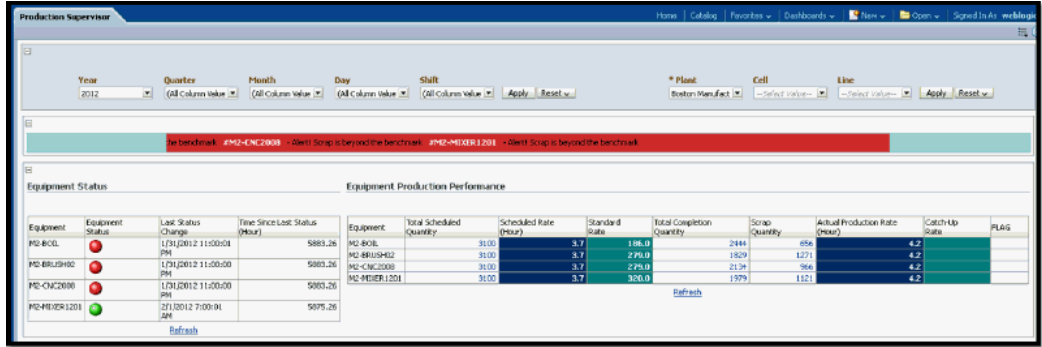 Production Supervisor
Home Catalog Favorites Dashboards New Open Signed In As weblogic
Year Quarter Month Day Shift * Plant Cell Line
2012 (All Column Value (All Column Value (All Column Value (All Column Value Apply Reset Boston Manufact --Select Value-- --Select Value-- Apply Reset
he benchmark #M2-CNC2008 - Alert! Scrap is beyond the benchmark #M2-MIXER1201 - Alert! Scrap is beyond the benchmark
Equipment Status
Equipment Equipment Status Last Status Change Time Since Last Status (Hour)
M2-BOIL 1/31/2012 11:00:01 PM 5883.26
M2-BRUSH02 1/31/2012 11:00:00 PM 5883.26
M2-CNC2008 1/31/2012 11:00:00 PM 5883.26
M2-MIXER1201 2/1/2012 7:00:01 AM 5875.26
Refresh
Equipment Production Performance
Equipment Total Scheduled Quantity Scheduled Rate (Hour) Standard Rate Total Completion Quantity Scrap Quantity Actual Production Rate (Hour) Catch-Up Rate FLAG
M2-BOIL 3100 3.7 186.0 2444 656 4.2
M2-BRUSH02 3100 3.7 279.0 1829 1271 4.2
M2-CNC2008 3100 3.7 279.0 2134 966 4.2
M2-MIXER1201 3100 3.7 320.0 1979 1121 4.2
Refresh